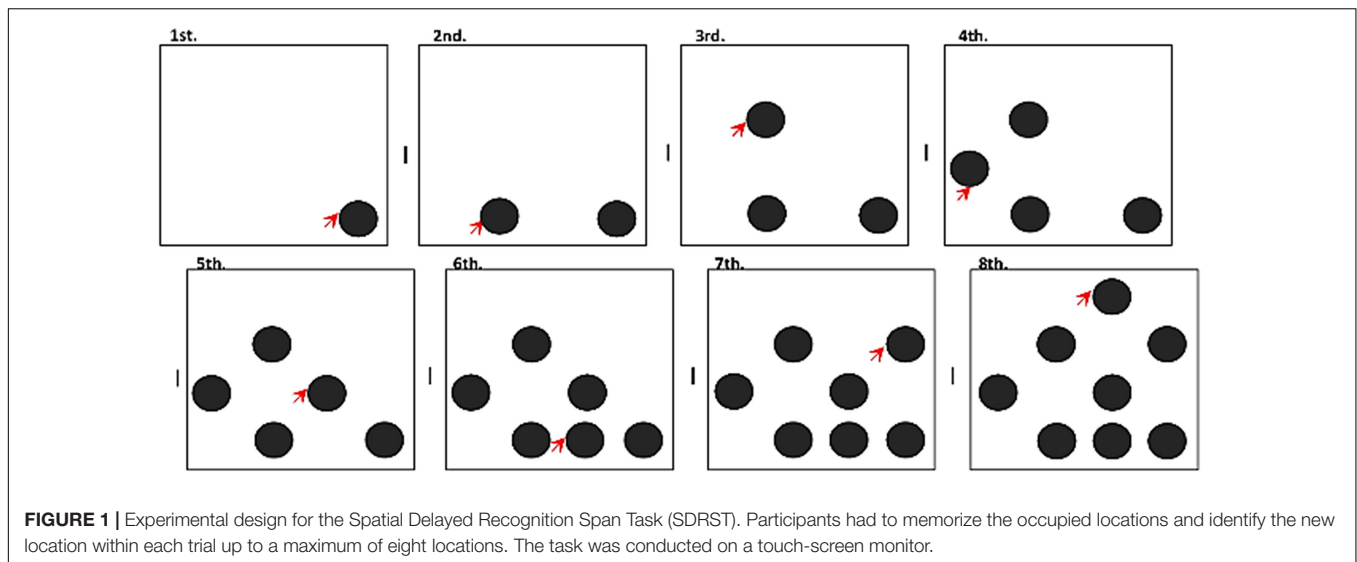 1st. 2nd. 3rd. 4th.
5th. 6th. 7th. 8th.
FIGURE 1 | Experimental design for the Spatial Delayed Recognition Span Task (SDRST). Participants had to memorize the occupied locations and identify the new
location within each trial up to a maximum of eight locations. The task was conducted on a touch-screen monitor.